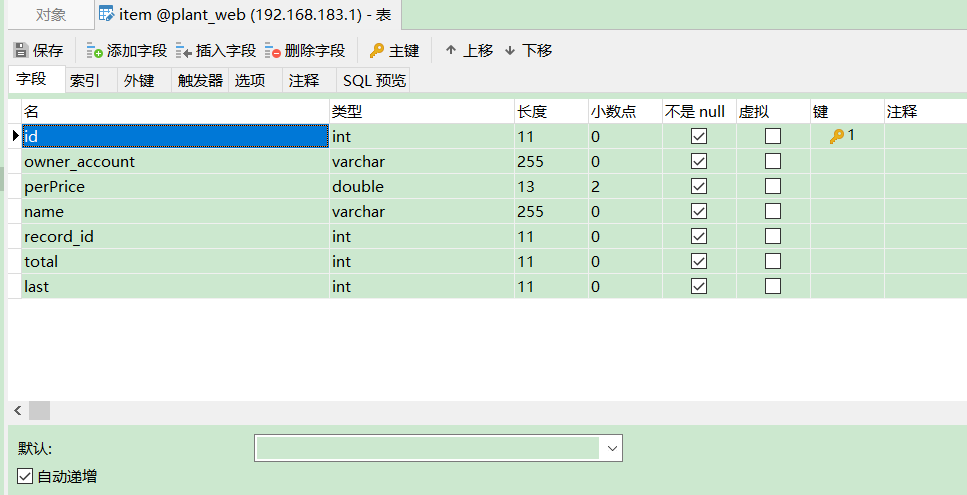 对象 item @plant_web (192.168.183.1) - 表
保存 添加字段 插入字段 删除字段 主键 上移 下移
字段 索引 外键 触发器 选项 注释 SQL 预览
名 类型 长度 小数点 不是 null 虚拟 键 注释
id int 11 0 1
owner_account varchar 255 0
perPrice double 13 2
name varchar 255 0
record_id int 11 0
total int 11 0
last int 11 0
默认:
自动递增